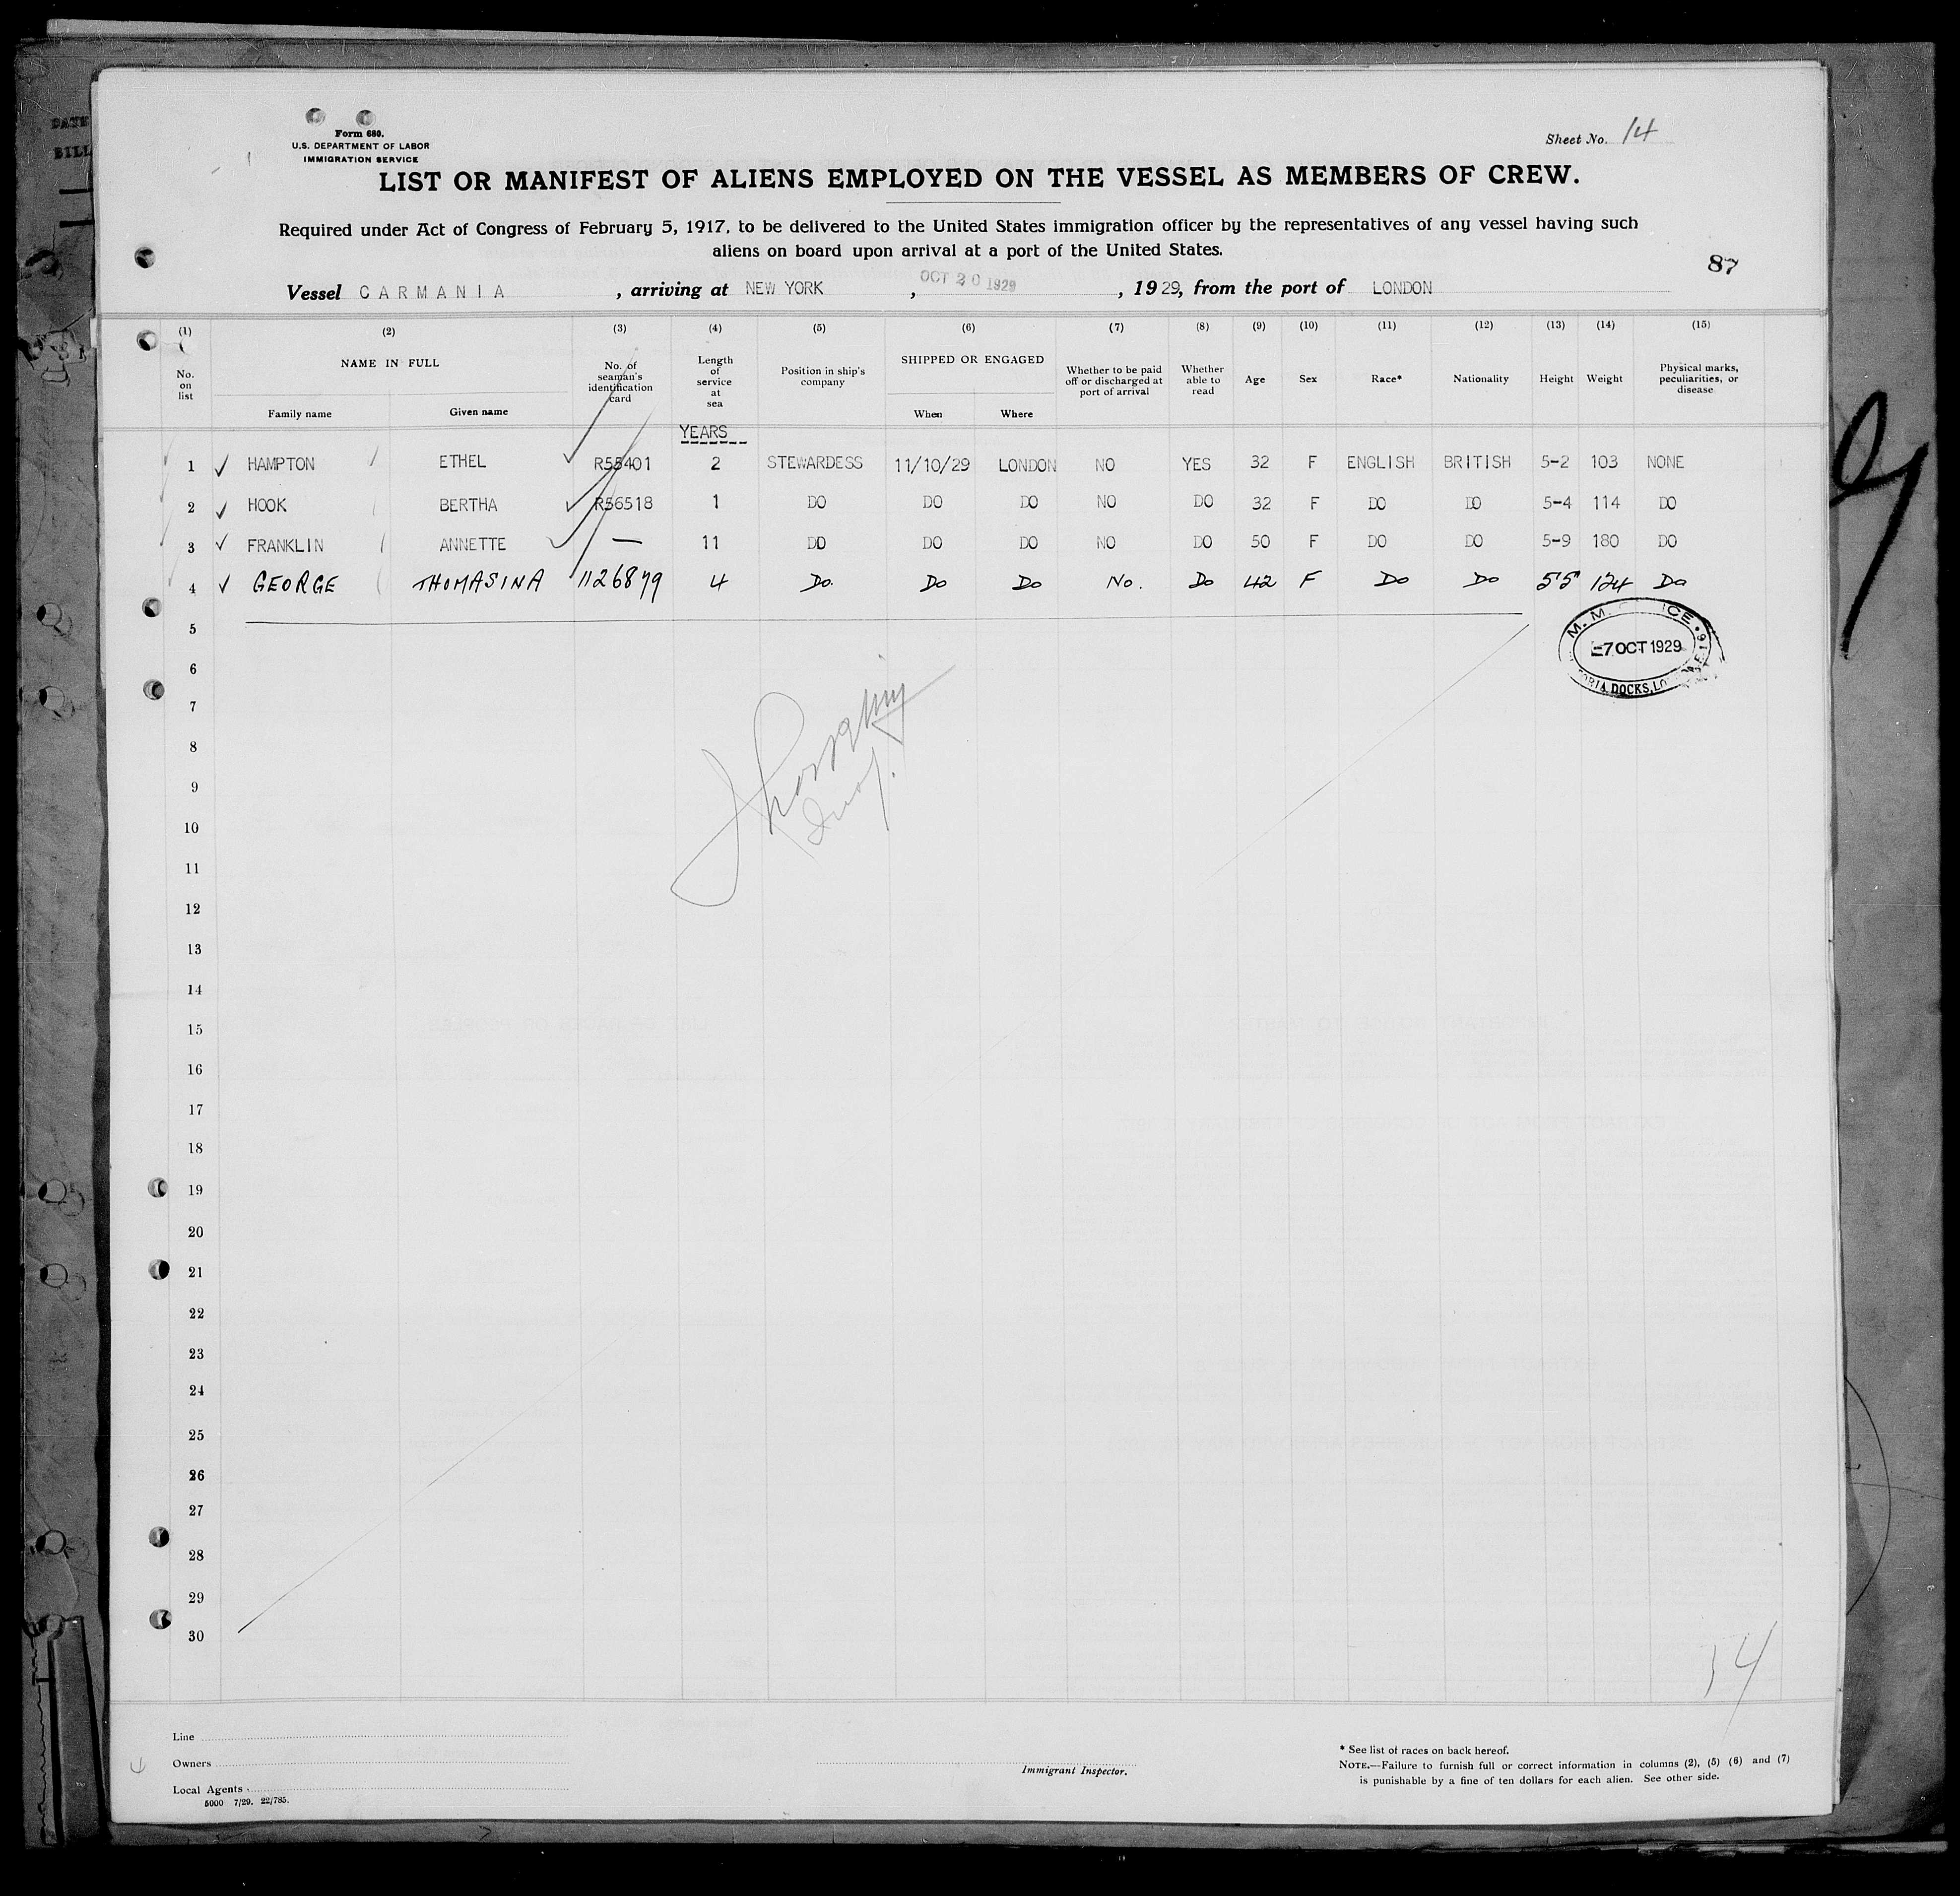 DATE
BILL
Form 680.
U.S. DEPARTMENT OF LABOR
IMMIGRATION SERVICE
Sheet No. 14
LIST OR MANIFEST OF ALIENS EMPLOYED ON THE VESSEL AS MEMBERS OF CREW.
Required under Act of Congress of February 5, 1917, to be delivered to the United States immigration officer by the representatives of any vessel having such
aliens on board upon arrival at a port of the United States.
87
Vessel CARMANIA, arriving at NEW YORK, OCT 20 1929, 1929, from the port of LONDON
(1) (2) (3) (4) (5) (6) (7) (8) (9) (10) (11) (12) (13) (14) (15)
No. on list
NAME IN FULL
Family name Given name
No. of seaman's identification card
Length of service at sea
Position in ship's company
SHIPPED OR ENGAGED
When Where
Whether to be paid off or discharged at port of arrival
Whether able to read
Age Sex Race* Nationality Height Weight
Physical marks, peculiarities, or disease
YEARS
1 HAMPTON ETHEL R55401 2 STEWARDESS 11/10/29 LONDON NO YES 32 F ENGLISH BRITISH 5-2 103 NONE
2 HOOK BERTHA R56518 1 DO DO DO NO DO 32 F DO DO 5-4 114 DO
3 FRANKLIN ANNETTE — 11 DO DO DO NO DO 50 F DO DO 5-9 180 DO
4 GEORGE THOMASINA 1126879 4 Do. Do Do No. Do 42 F Do Do 5'5" 124 Do
5
M. M. ICE
E7 OCT 1929
ORIA DOCKS, LO
6
7
8
9
10
11
12
13
14
15
16
17
18
19
20
21
22
23
24
25
26
27
28
29
30
14
Line
Owners
Local Agents
5000 7/29. 22/785.
Immigrant Inspector.
* See list of races on back hereof.
NOTE.—Failure to furnish full or correct information in columns (2), (5) (6) and (7)
is punishable by a fine of ten dollars for each alien. See other side.